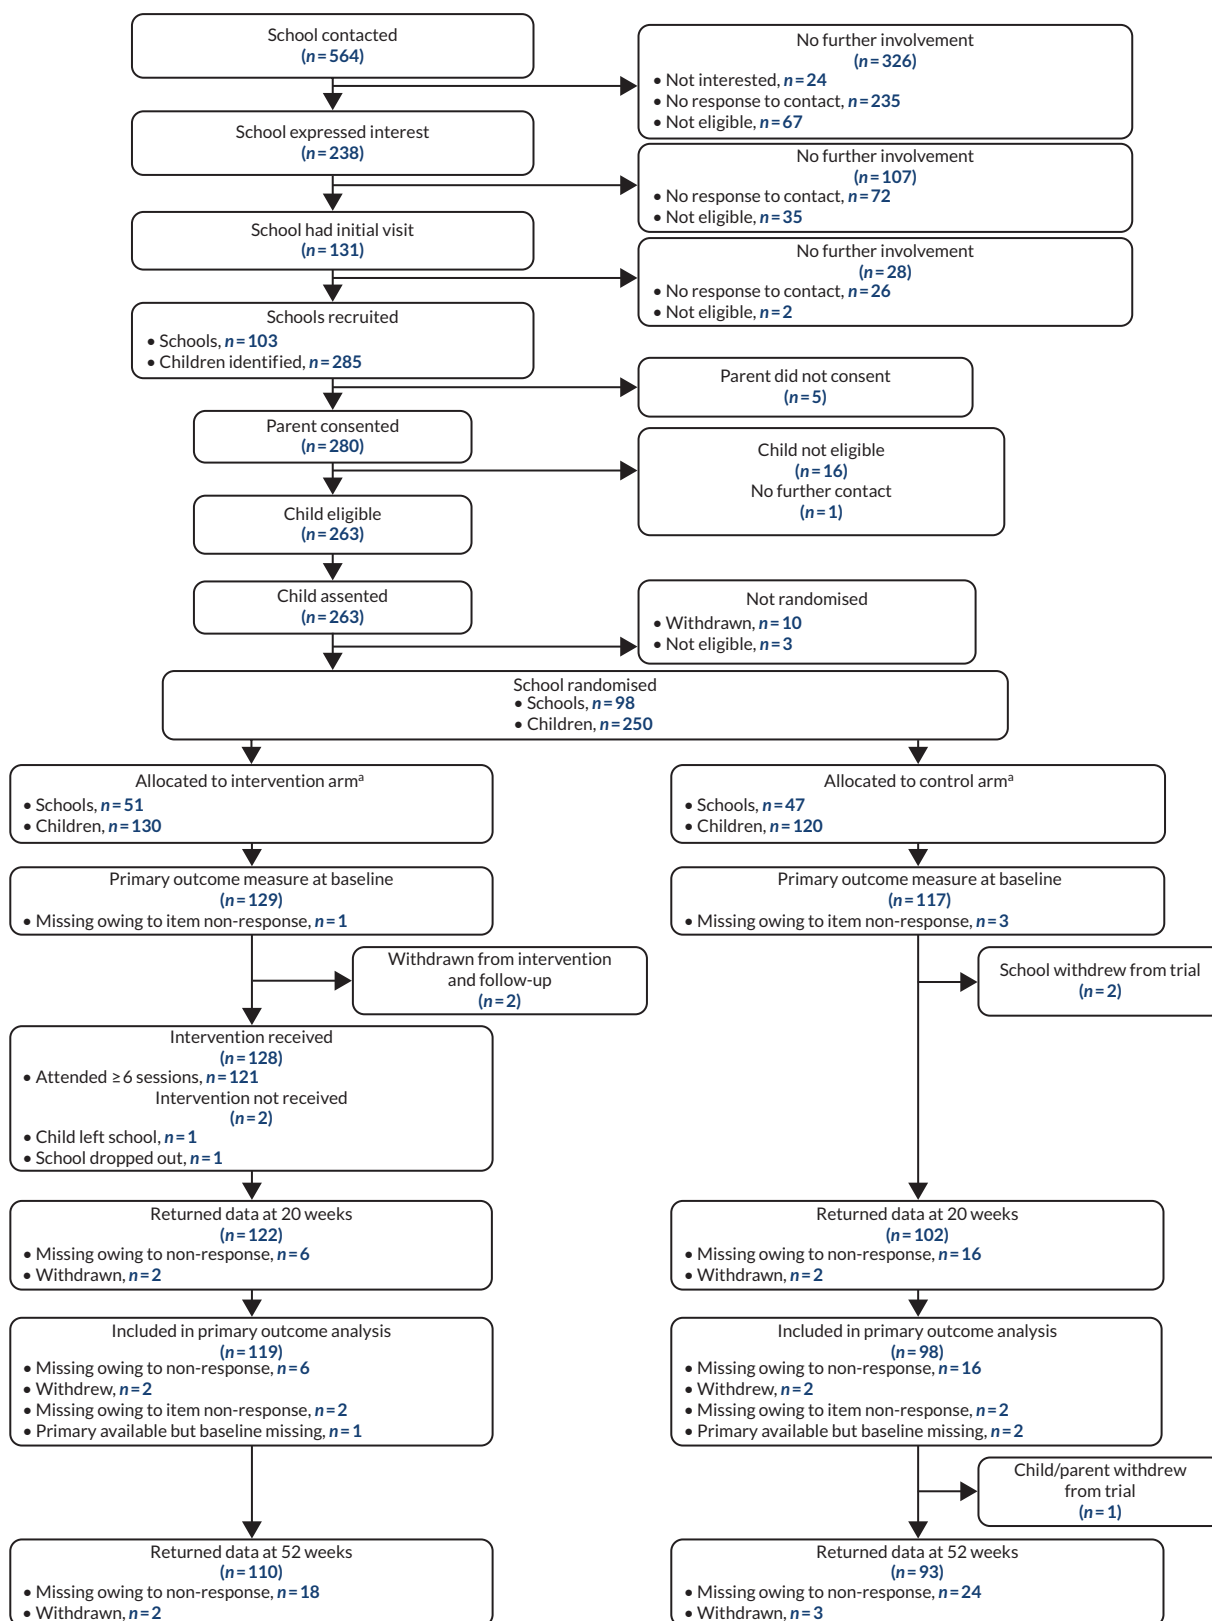 School contacted
(n=564)
No further involvement
(n=326)
• Not interested, n=24
• No response to contact, n=235
• Not eligible, n=67
School expressed interest
(n=238)
No further involvement
(n=107)
• No response to contact, n=72
• Not eligible, n=35
School had initial visit
(n=131)
No further involvement
(n=28)
• No response to contact, n=26
• Not eligible, n=2
Schools recruited
• Schools, n=103
• Children identified, n=285
Parent did not consent
(n=5)
Parent consented
(n=280)
Child not eligible
(n=16)
No further contact
(n=1)
Child eligible
(n=263)
Child assented
(n=263)
Not randomised
• Withdrawn, n=10
• Not eligible, n=3
School randomised
• Schools, n=98
• Children, n=250
Allocated to intervention armᵃ
• Schools, n=51
• Children, n=130
Allocated to control armᵃ
• Schools, n=47
• Children, n=120
Primary outcome measure at baseline
(n=129)
• Missing owing to item non-response, n=1
Primary outcome measure at baseline
(n=117)
• Missing owing to item non-response, n=3
Withdrawn from intervention
and follow-up
(n=2)
School withdrew from trial
(n=2)
Intervention received
(n=128)
• Attended ≥6 sessions, n=121
Intervention not received
(n=2)
• Child left school, n=1
• School dropped out, n=1
Returned data at 20 weeks
(n=122)
• Missing owing to non-response, n=6
• Withdrawn, n=2
Returned data at 20 weeks
(n=102)
• Missing owing to non-response, n=16
• Withdrawn, n=2
Included in primary outcome analysis
(n=119)
• Missing owing to non-response, n=6
• Withdrew, n=2
• Missing owing to item non-response, n=2
• Primary available but baseline missing, n=1
Included in primary outcome analysis
(n=98)
• Missing owing to non-response, n=16
• Withdrew, n=2
• Missing owing to item non-response, n=2
• Primary available but baseline missing, n=2
Child/parent withdrew
from trial
(n=1)
Returned data at 52 weeks
(n=110)
• Missing owing to non-response, n=18
• Withdrawn, n=2
Returned data at 52 weeks
(n=93)
• Missing owing to non-response, n=24
• Withdrawn, n=3